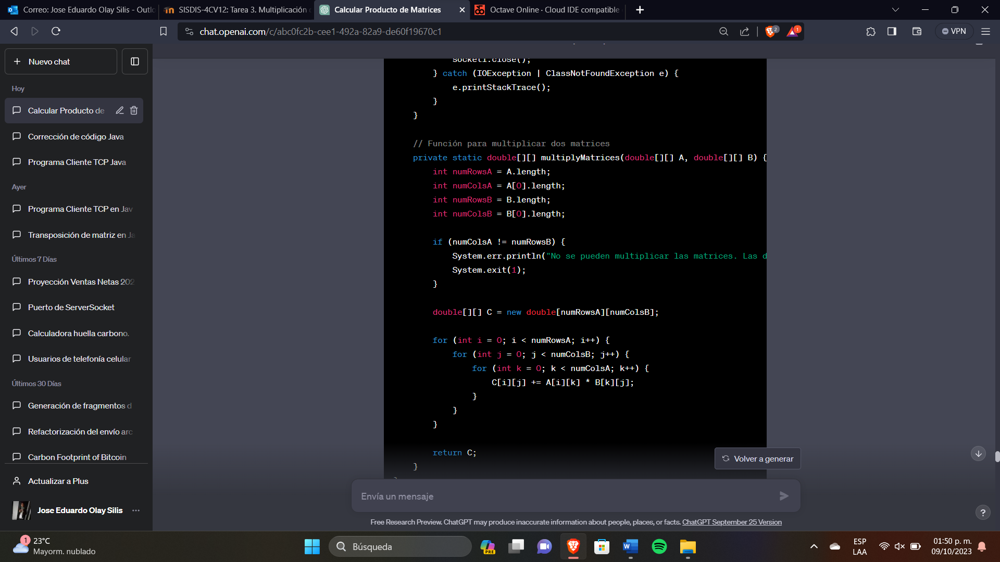 Correo: Jose Eduardo Olay Silis - Outlo
SISDIS-4CV12: Tarea 3. Multiplicación
Calcular Producto de Matrices
Octave Online · Cloud IDE compatible
chat.openai.com/c/abc0fc2b-cee1-492a-82a9-de60f19670c1
2
1
VPN
Nuevo chat
Hoy
Calcular Producto de
Corrección de código Java
Programa Cliente TCP Java
Ayer
Programa Cliente TCP en Jav
Transposición de matriz en Ja
Últimos 7 Días
Proyección Ventas Netas 202
Puerto de ServerSocket
Calculadora huella carbono.
Usuarios de telefonía celular
Últimos 30 Días
Generación de fragmentos d
Refactorización del envío arc
Carbon Footprint of Bitcoin
Actualizar a Plus
Jose Eduardo Olay Silis
socket1.close();
} catch (IOException | ClassNotFoundException e) {
e.printStackTrace();
}
}
// Función para multiplicar dos matrices
private static double[][] multiplyMatrices(double[][] A, double[][] B) {
int numRowsA = A.length;
int numColsA = A[0].length;
int numRowsB = B.length;
int numColsB = B[0].length;
if (numColsA != numRowsB) {
System.err.println("No se pueden multiplicar las matrices. Las d
System.exit(1);
}
double[][] C = new double[numRowsA][numColsB];
for (int i = 0; i < numRowsA; i++) {
for (int j = 0; j < numColsB; j++) {
for (int k = 0; k < numColsA; k++) {
C[i][j] += A[i][k] * B[k][j];
}
}
}
return C;
}
Volver a generar
Envía un mensaje
Free Research Preview. ChatGPT may produce inaccurate information about people, places, or facts. ChatGPT September 25 Version
?
1
23°C
Mayorm. nublado
Búsqueda
PRE
ESP
LAA
01:50 p. m.
09/10/2023